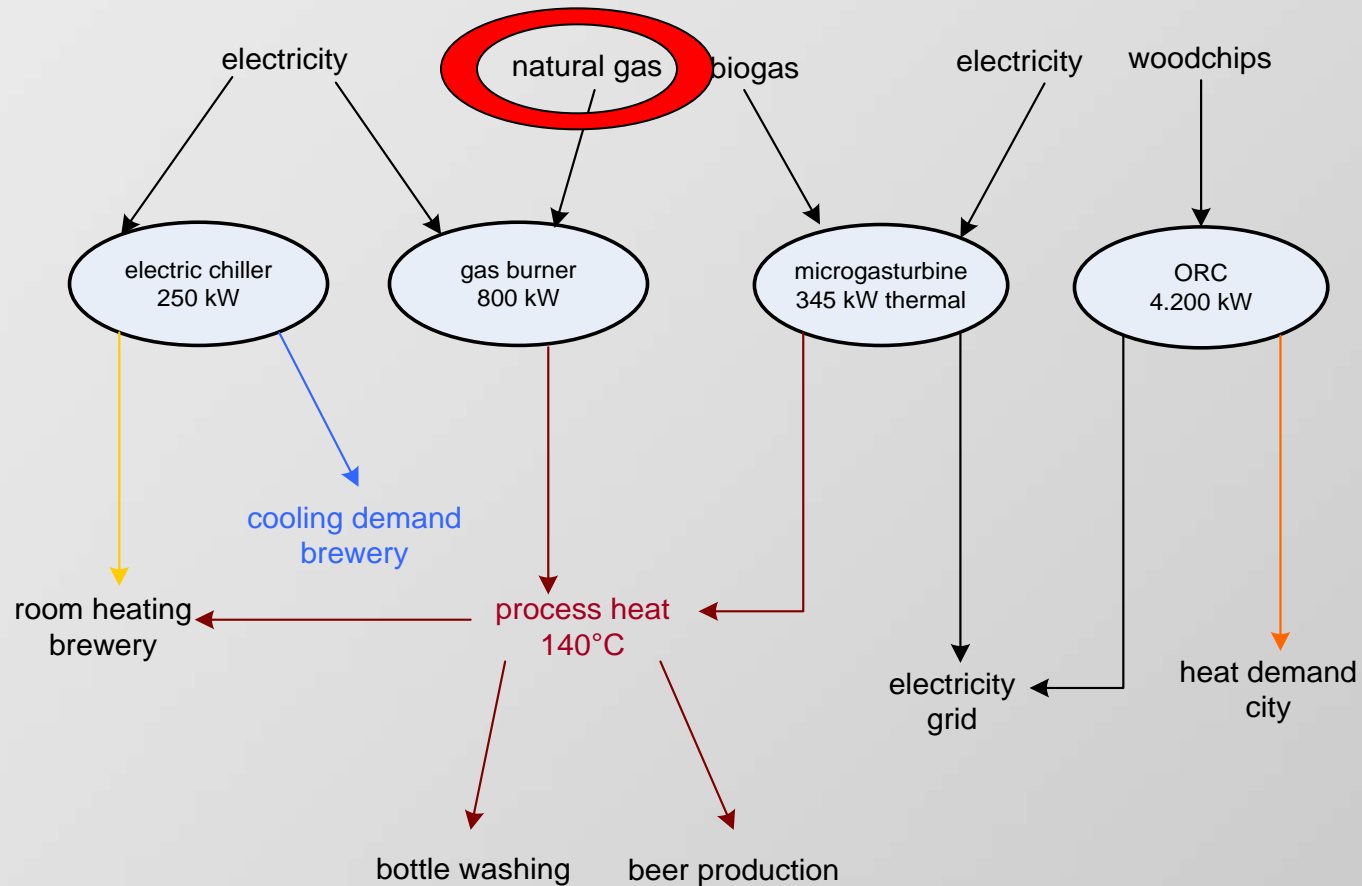 electricity
natural gas
biogas
electricity
woodchips
electric chiller
250 kW
gas burner
800 kW
microgasturbine
345 kW thermal
ORC
4.200 kW
cooling demand
brewery
room heating
brewery
process heat
140°C
electricity
grid
heat demand
city
bottle washing
beer production